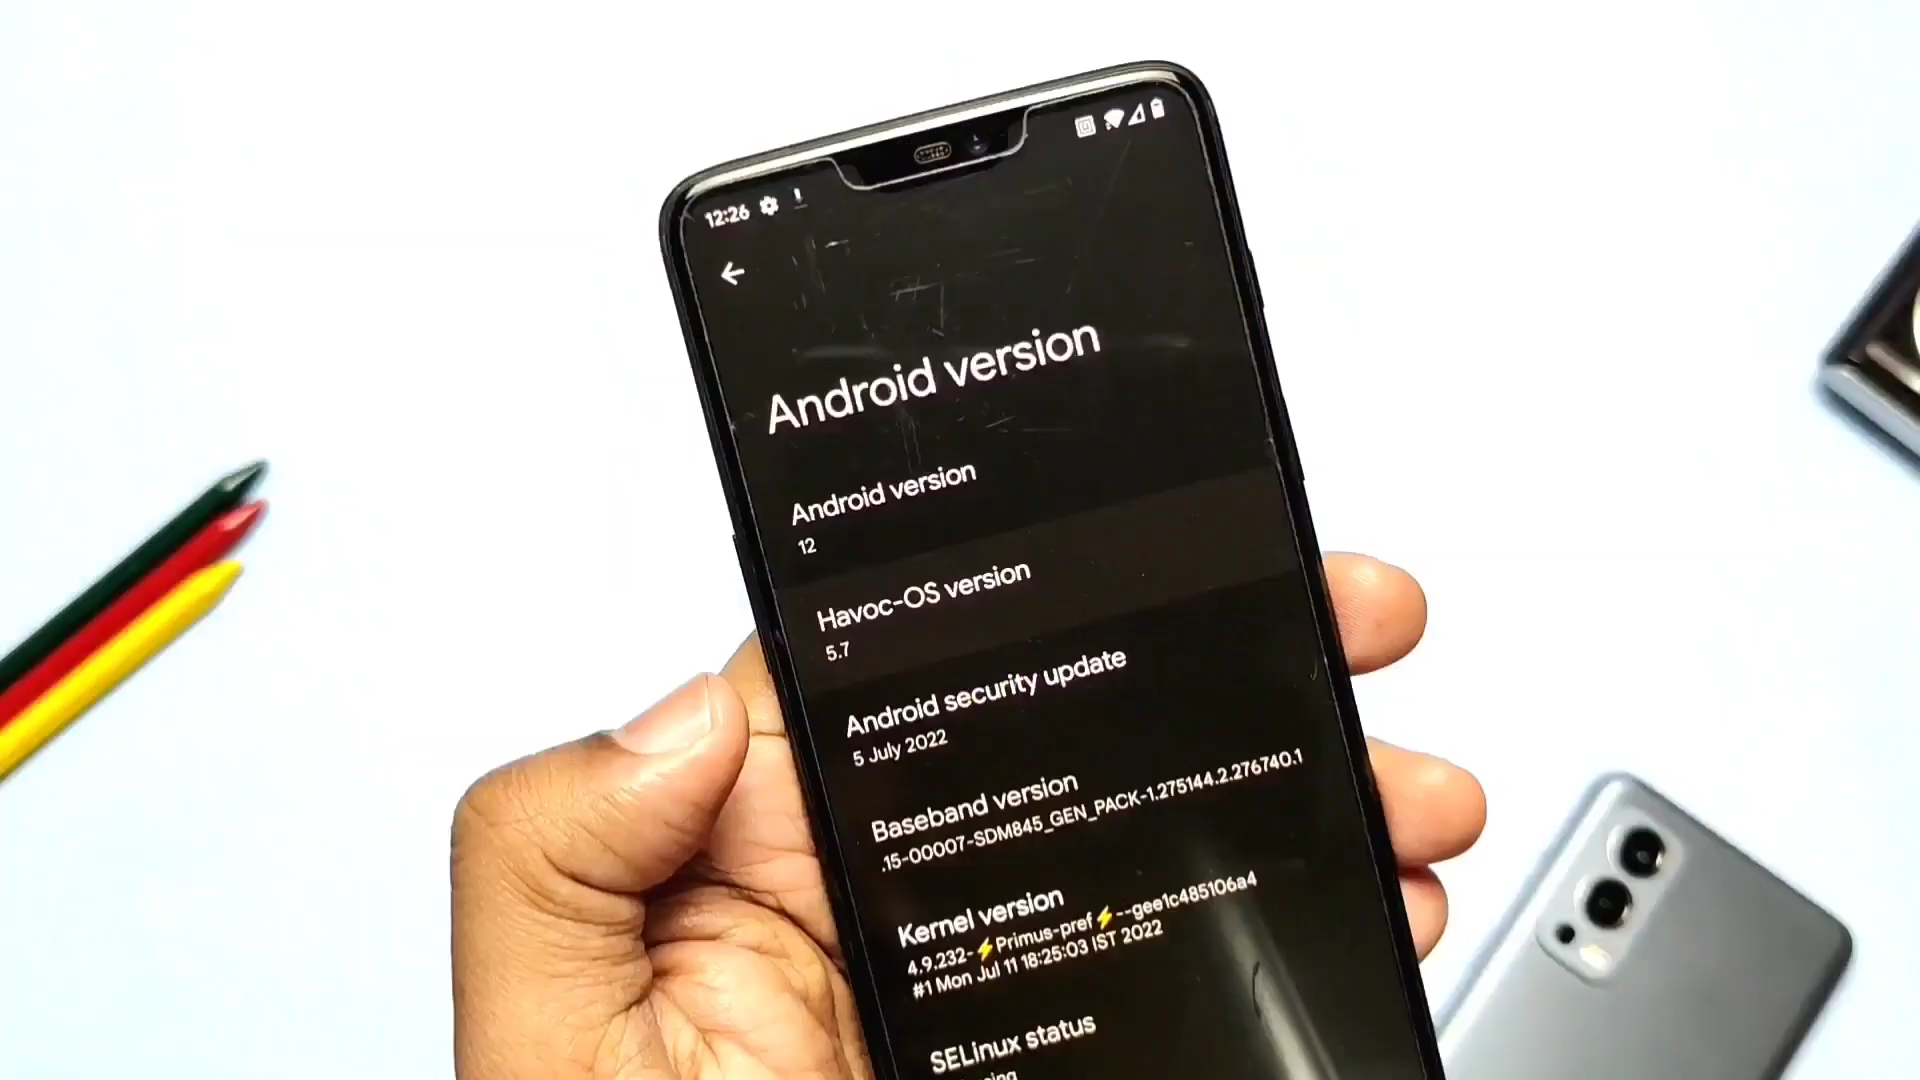 12:26
Android version
Android version
12
Havoc-OS version
5.7
Android security update
5 July 2022
Baseband version
.15-00007-SDM845_GEN_PACK-1.275144.2.276740.1
Kernel version
4.9.232-⚡Primus-pref⚡--gee1c485106a4
#1 Mon Jul 11 18:25:03 IST 2022
SELinux status